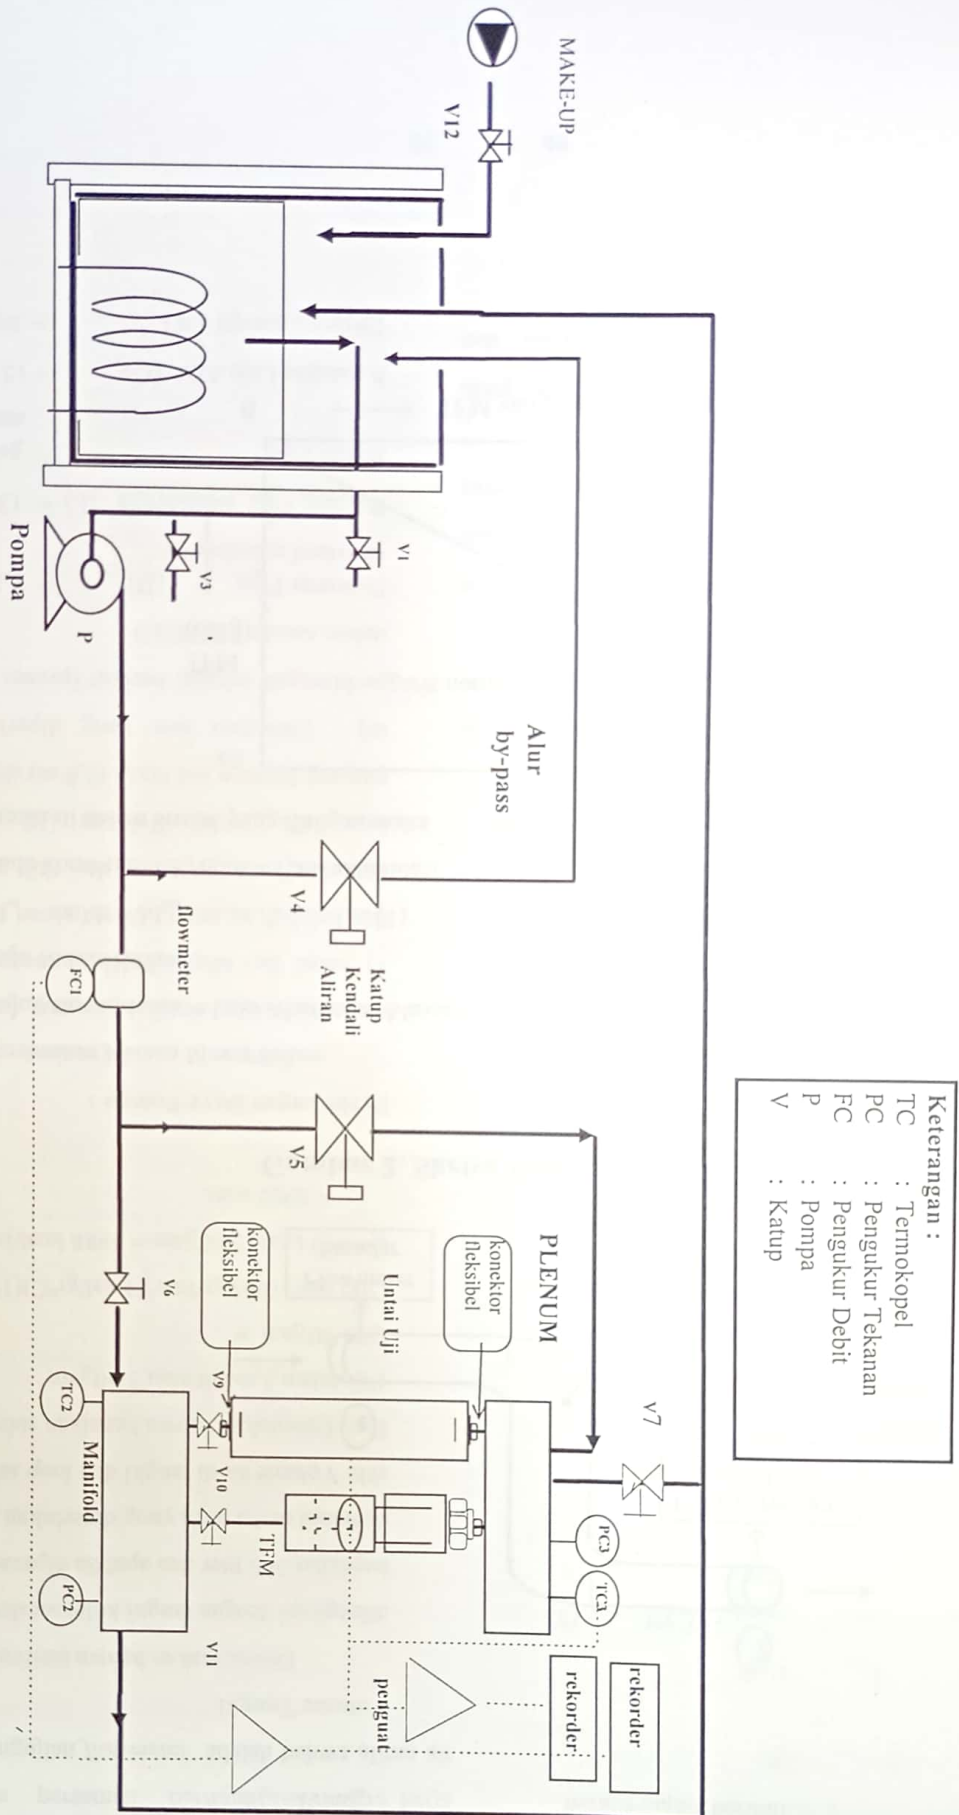 MAKE-UP
V12
V1
V3
Pompa
P
Alur
by-pass
V4
Katup
Kendali
Aliran
flowmeter
FC1
V5
V6
Keterangan :
TC : Termokopel
PC : Pengukur Tekanan
FC : Pengukur Debit
P : Pompa
V : Katup
PLENUM
konektor
fleksibel
Untai Uji
konektor
fleksibel
v7
V9
V10
TC2
Manifold
PC2
TFM
PC3
TC3
V11
penguat
rekorder
rekorder